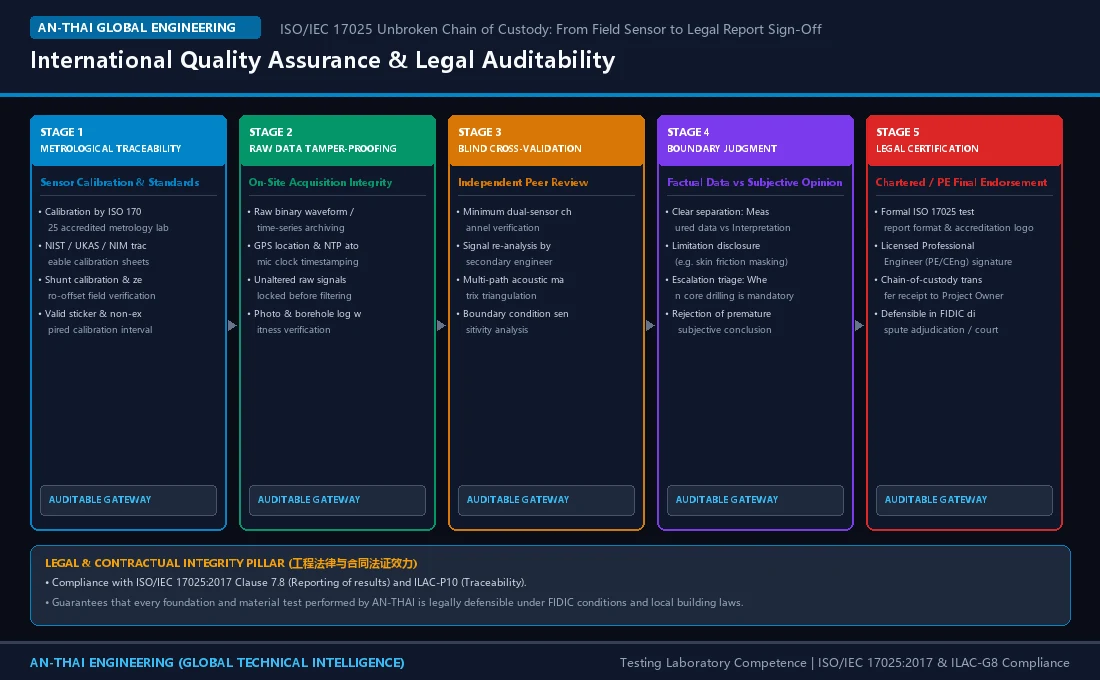 AN-THAI GLOBAL ENGINEERING
ISO/IEC 17025 Unbroken Chain of Custody: From Field Sensor to Legal Report Sign-Off
International Quality Assurance & Legal Auditability
STAGE 1
METROLOGICAL TRACEABILITY
Sensor Calibration & Standards
• Calibration by ISO 170
25 accredited metrology lab
• NIST / UKAS / NIM trac
eable calibration sheets
• Shunt calibration & ze
ro-offset field verification
• Valid sticker & non-ex
pired calibration interval
AUDITABLE GATEWAY
STAGE 2
RAW DATA TAMPER-PROOFING
On-Site Acquisition Integrity
• Raw binary waveform /
time-series archiving
• GPS location & NTP ato
mic clock timestamping
• Unaltered raw signals
locked before filtering
• Photo & borehole log w
itness verification
AUDITABLE GATEWAY
STAGE 3
BLIND CROSS-VALIDATION
Independent Peer Review
• Minimum dual-sensor ch
annel verification
• Signal re-analysis by
secondary engineer
• Multi-path acoustic ma
trix triangulation
• Boundary condition sen
sitivity analysis
AUDITABLE GATEWAY
STAGE 4
BOUNDARY JUDGMENT
Factual Data vs Subjective Opinion
• Clear separation: Meas
ured data vs Interpretation
• Limitation disclosure
(e.g. skin friction masking)
• Escalation triage: Whe
n core drilling is mandatory
• Rejection of premature
subjective conclusion
AUDITABLE GATEWAY
STAGE 5
LEGAL CERTIFICATION
Chartered / PE Final Endorsement
• Formal ISO 17025 test
report format & accreditation logo
• Licensed Professional
Engineer (PE/CEng) signature
• Chain-of-custody trans
fer receipt to Project Owner
• Defensible in FIDIC di
spute adjudication / court
AUDITABLE GATEWAY
LEGAL & CONTRACTUAL INTEGRITY PILLAR (工程法律与合同法证效力)
• Compliance with ISO/IEC 17025:2017 Clause 7.8 (Reporting of results) and ILAC-P10 (Traceability).
• Guarantees that every foundation and material test performed by AN-THAI is legally defensible under FIDIC conditions and local building laws.
AN-THAI ENGINEERING (GLOBAL TECHNICAL INTELLIGENCE)
Testing Laboratory Competence | ISO/IEC 17025:2017 & ILAC-G8 Compliance